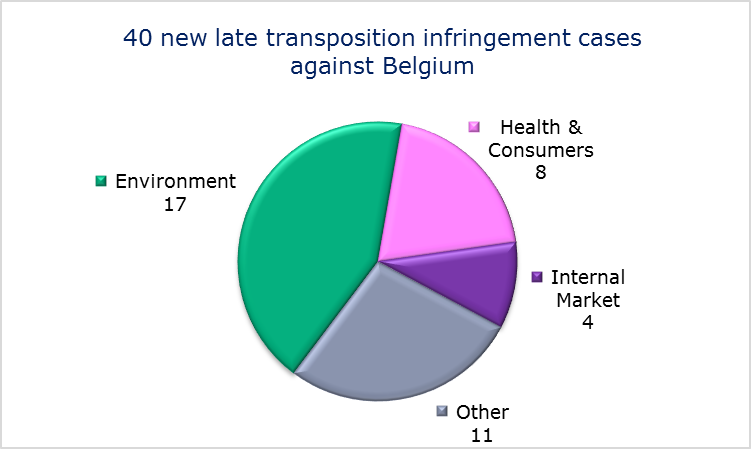 40 new late transposition infringement cases
against Belgium
Health &
Consumers
8
Environment
17
Internal
Market
4
Other
11